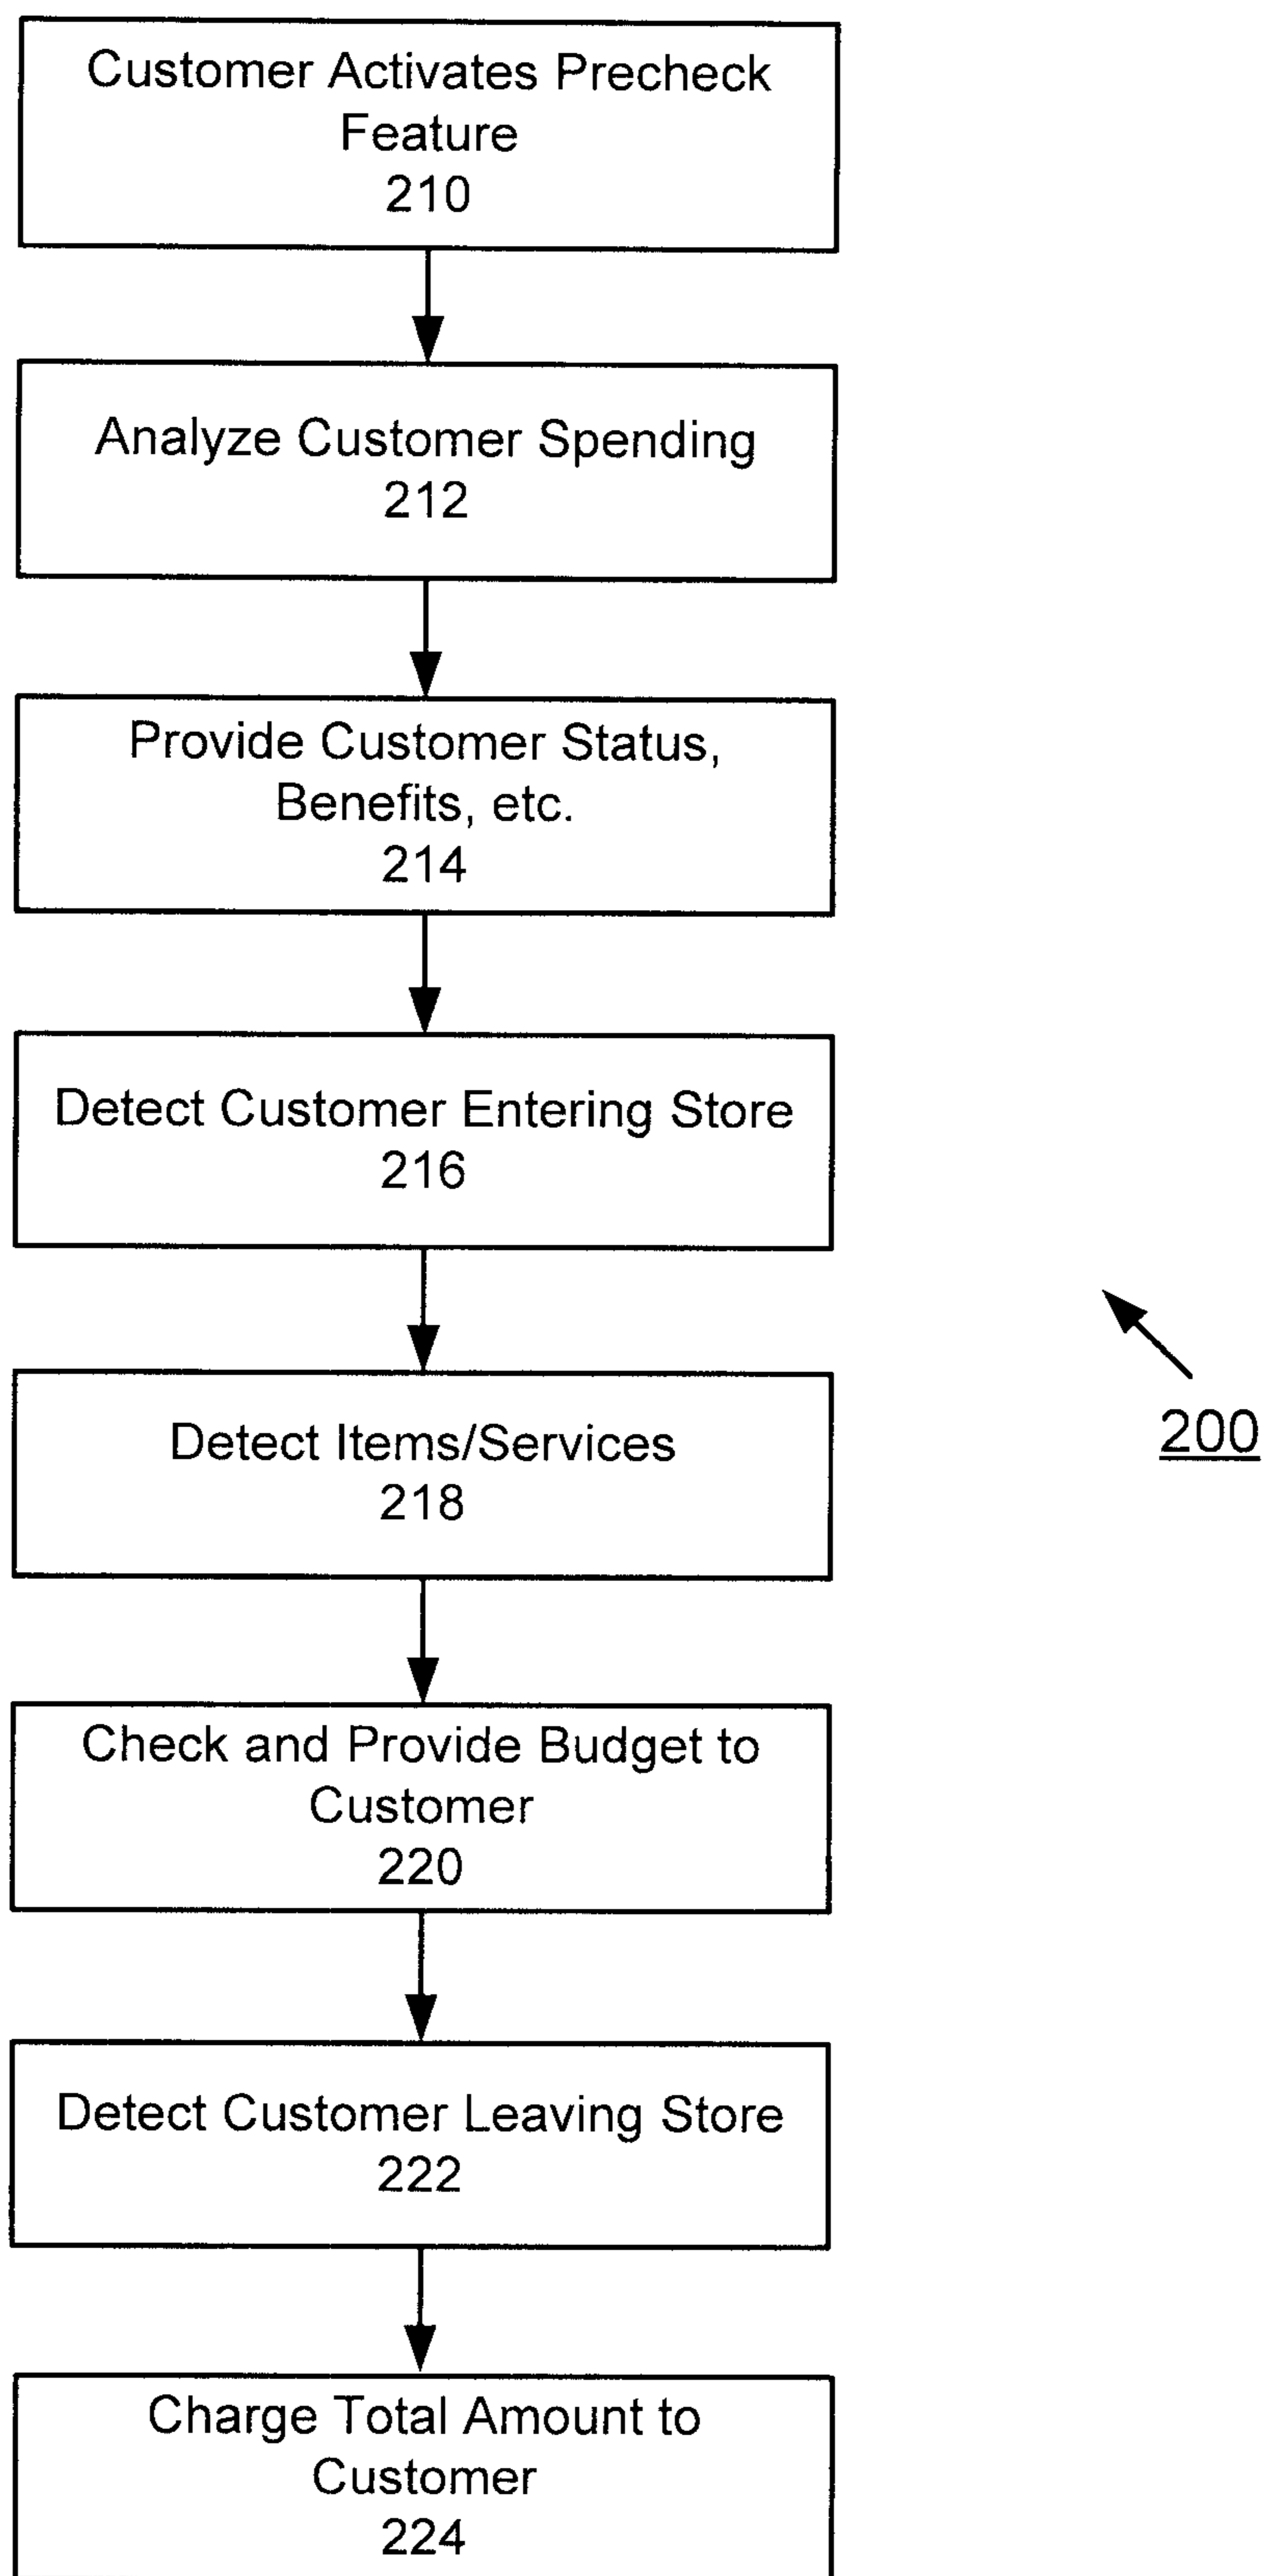 Customer Activates Precheck
Feature
210
Analyze Customer Spending
212
Provide Customer Status,
Benefits, etc.
214
Detect Customer Entering Store
216
Detect Items/Services
218
200
Check and Provide Budget to
Customer
220
Detect Customer Leaving Store
222
Charge Total Amount to
Customer
224